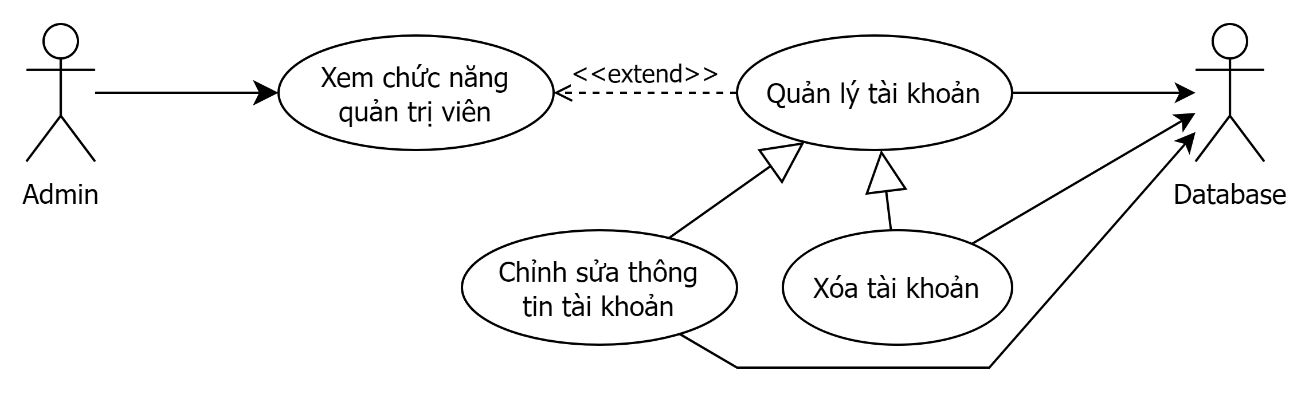 Xem chức năng
quản trị viên
<<extend>>
Quản lý tài khoản
Admin
Database
Chỉnh sửa thông
tin tài khoản
Xóa tài khoản